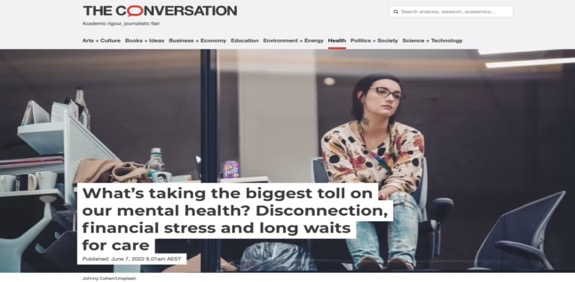 THE CONVERSATION
Academic rigour, journalistic flair
Search analysis, research, academics…
Arts + Culture Books + Ideas Business + Economy Education Environment + Energy Health Politics + Society Science + Technology
What’s taking the biggest toll on
our mental health? Disconnection,
financial stress and long waits
for care
Published: June 7, 2022 6.01am AEST
Johnny Cohen/Unsplash